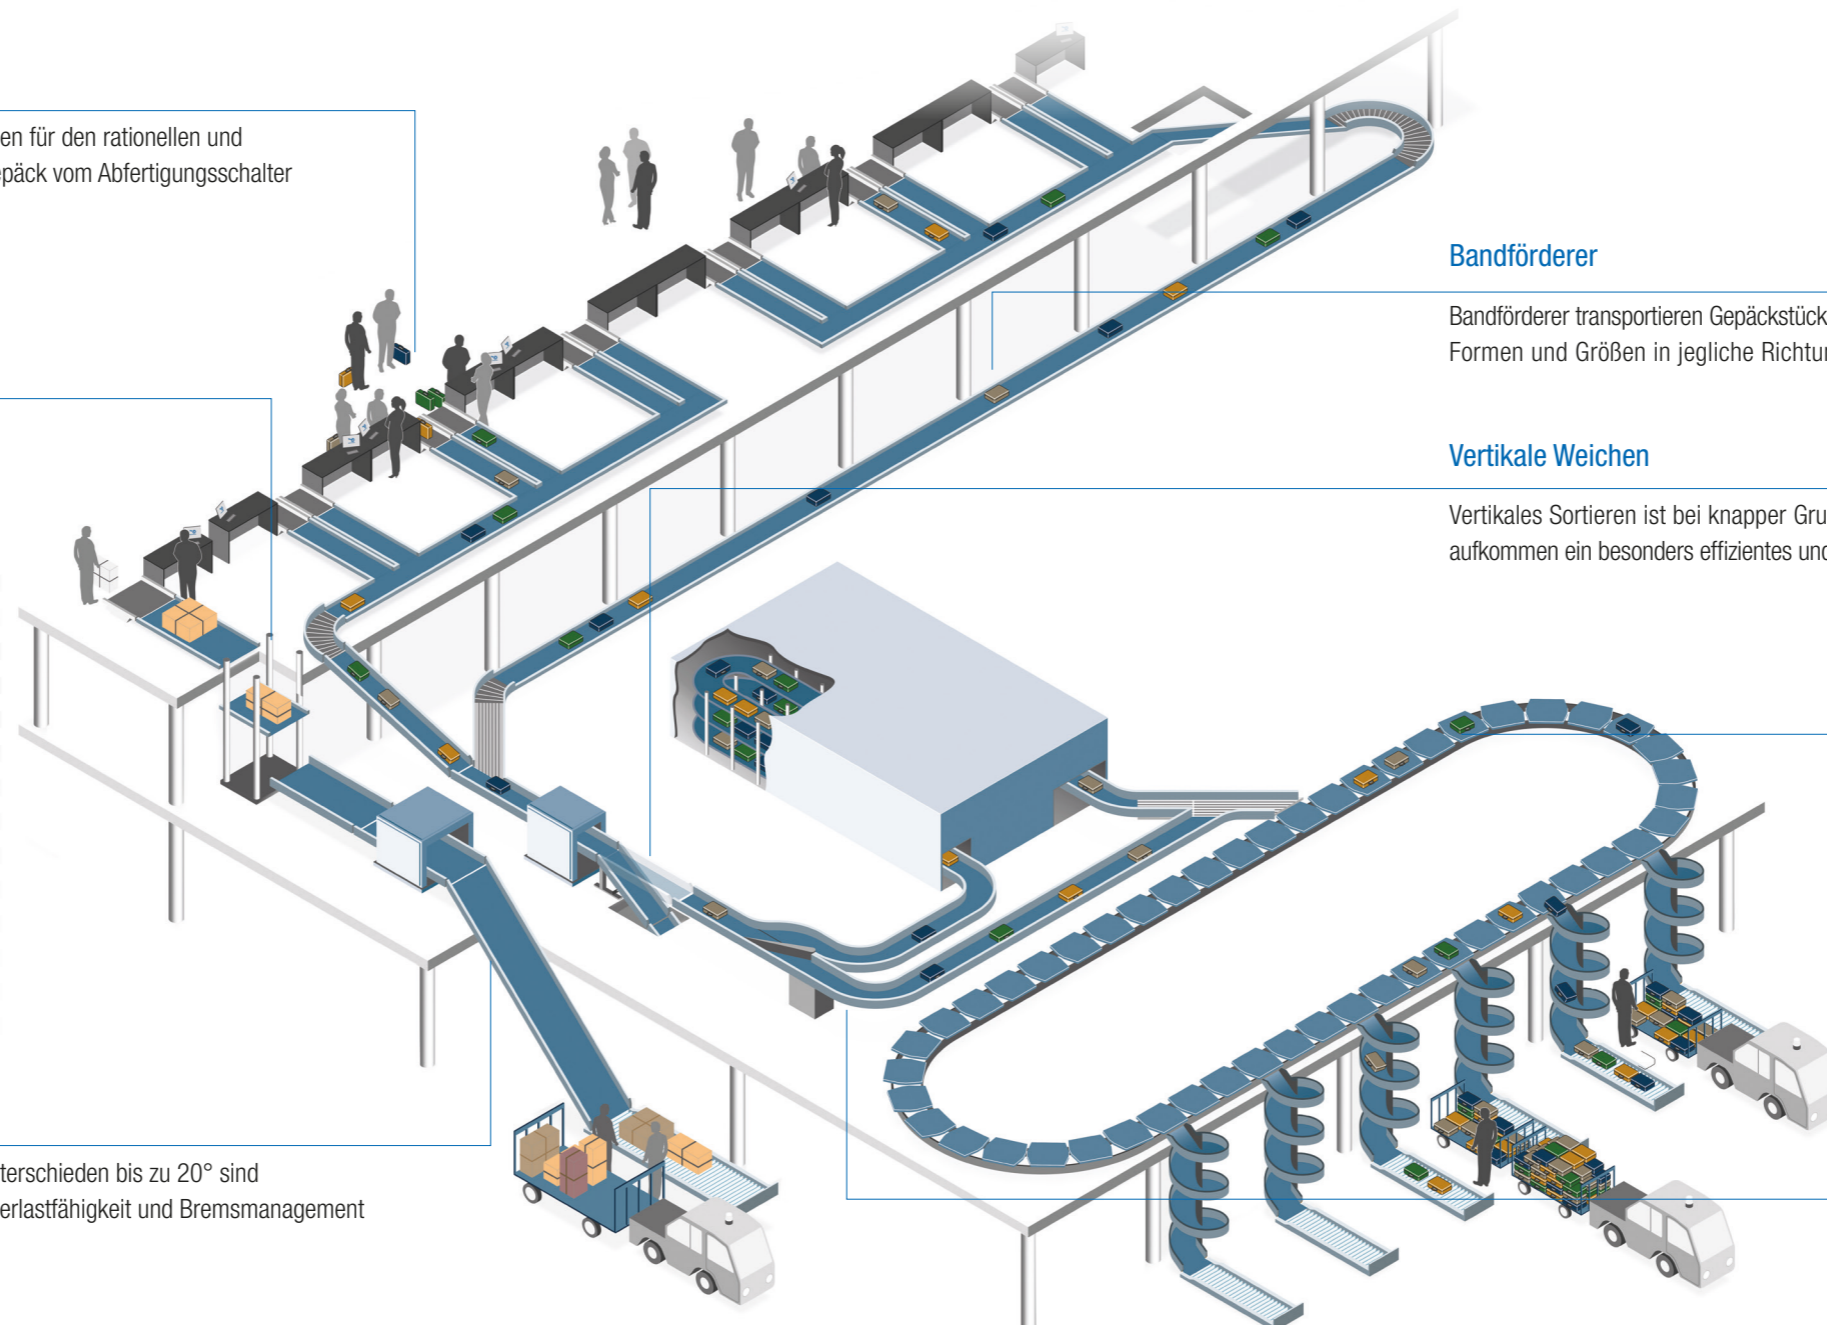 en für den rationellen und
epäck vom Abfertigungsschalter
Bandförderer
Bandförderer transportieren Gepäckstück
Formen und Größen in jegliche Richtu
Vertikale Weichen
Vertikales Sortieren ist bei knapper Gru
aufkommen ein besonders effizientes und
terschieden bis zu 20° sind
erlastfähigkeit und Bremsmanagement